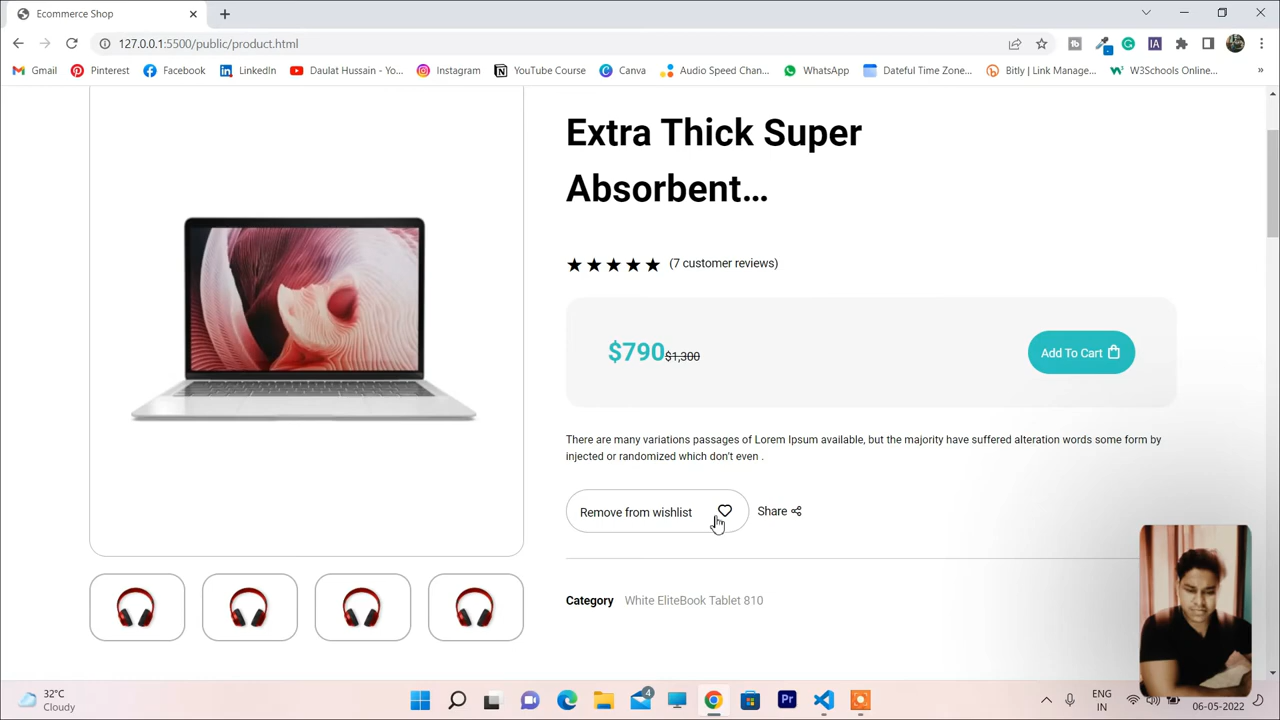 Ecommerce Shop
127.0.0.1:5500/public/product.html
Gmail
Pinterest
Facebook
LinkedIn
Daulat Hussain - Yo...
Instagram
YouTube Course
Canva
Audio Speed Chan...
WhatsApp
Dateful Time Zone...
Bitly | Link Manage...
W3Schools Online...
»
Extra Thick Super
Absorbent...
(7 customer reviews)
$790 $1,300
Add To Cart
There are many variations passages of Lorem Ipsum available, but the majority have suffered alteration words some form by
injected or randomized which don't even .
Remove from wishlist
Share
Category White EliteBook Tablet 810
32°C
Cloudy
4
Pr
ENG
IN
06-05-2022